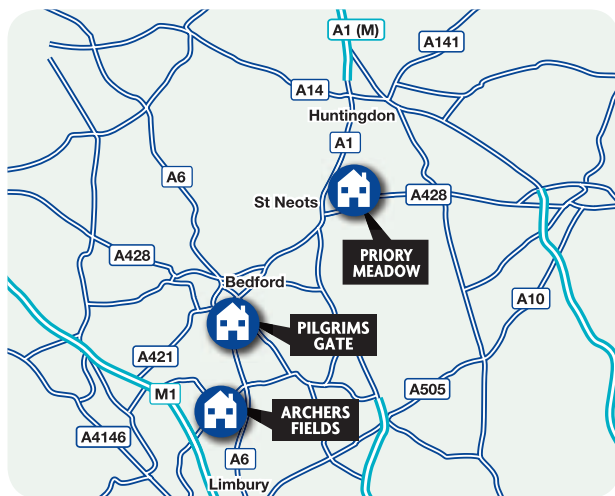 A1 (M)
A141
A14
Huntingdon
A1
A6
St Neots
A428
PRIORY
MEADOW
A428
Bedford
A10
PILGRIMS
GATE
A421
M1
A505
ARCHERS
FIELDS
A4146
A6
Limbury